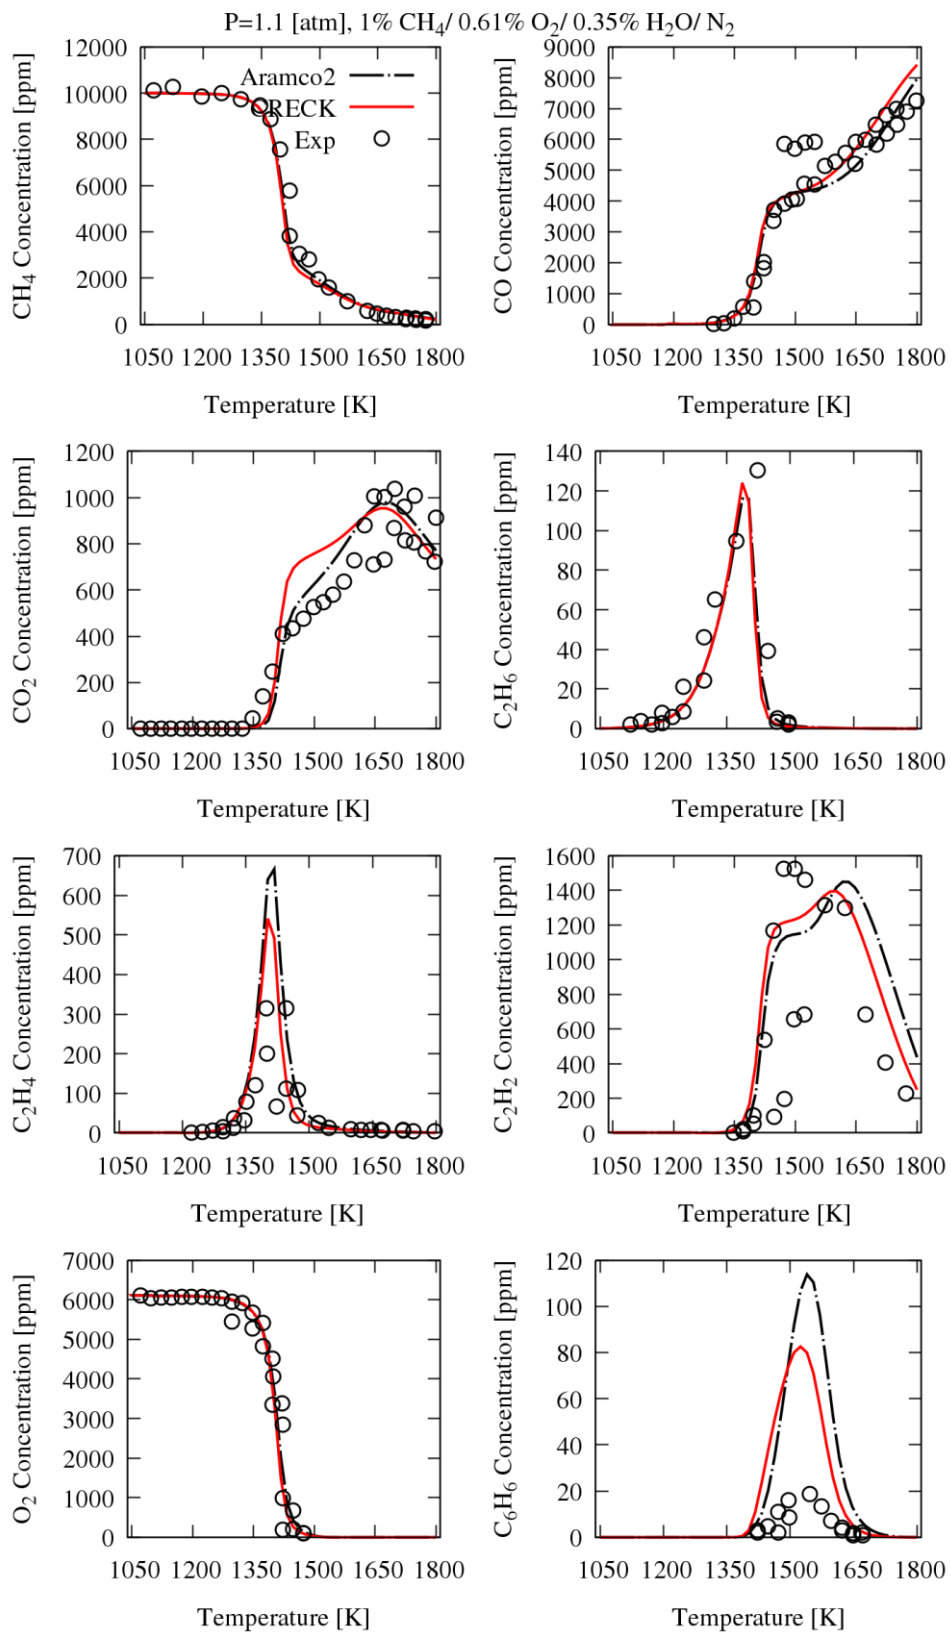 P=1.1 [atm], 1% CH₄/ 0.61% O₂/ 0.35% H₂O/ N₂
CH₄ Concentration [ppm]
12000
10000
8000
6000
4000
2000
0
Aramco2
RECK
Exp
1050 1200 1350 1500 1650 1800
Temperature [K]
CO Concentration [ppm]
9000
8000
7000
6000
5000
4000
3000
2000
1000
0
1050 1200 1350 1500 1650 1800
Temperature [K]
CO₂ Concentration [ppm]
1200
1000
800
600
400
200
0
1050 1200 1350 1500 1650 1800
Temperature [K]
C₂H₆ Concentration [ppm]
140
120
100
80
60
40
20
0
1050 1200 1350 1500 1650 1800
Temperature [K]
C₂H₄ Concentration [ppm]
700
600
500
400
300
200
100
0
1050 1200 1350 1500 1650 1800
Temperature [K]
C₂H₂ Concentration [ppm]
1600
1400
1200
1000
800
600
400
200
0
1050 1200 1350 1500 1650 1800
Temperature [K]
O₂ Concentration [ppm]
7000
6000
5000
4000
3000
2000
1000
0
1050 1200 1350 1500 1650 1800
Temperature [K]
C₆H₆ Concentration [ppm]
120
100
80
60
40
20
0
1050 1200 1350 1500 1650 1800
Temperature [K]